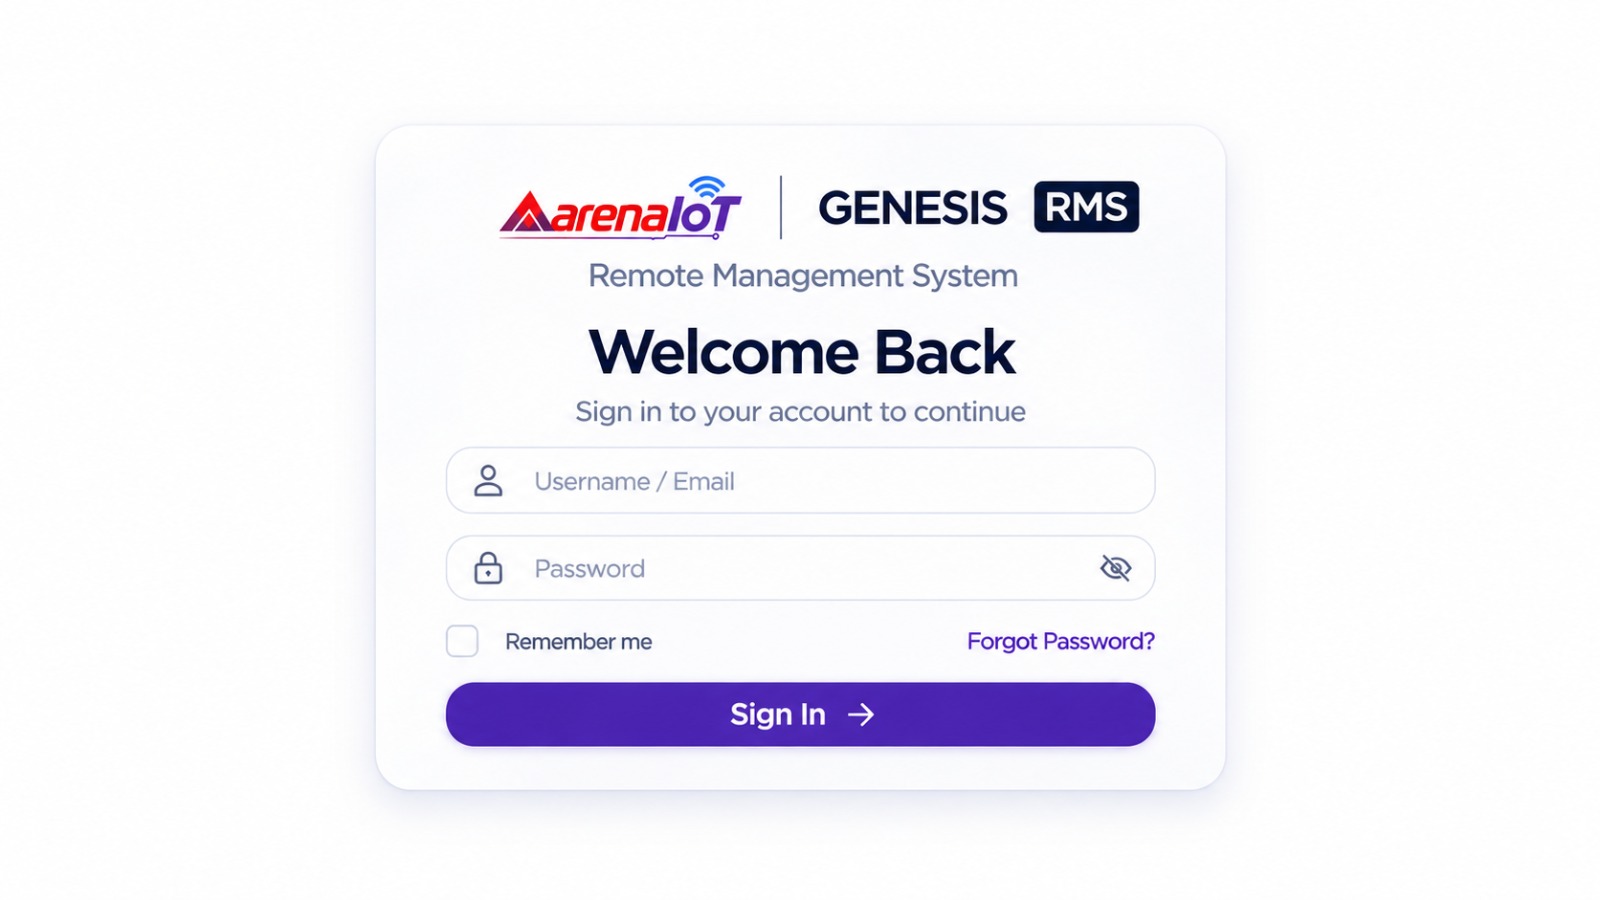 AarenaIoT GENESIS RMS
Remote Management System
Welcome Back
Sign in to your account to continue
Username / Email
Password
Remember me Forgot Password?
Sign In →